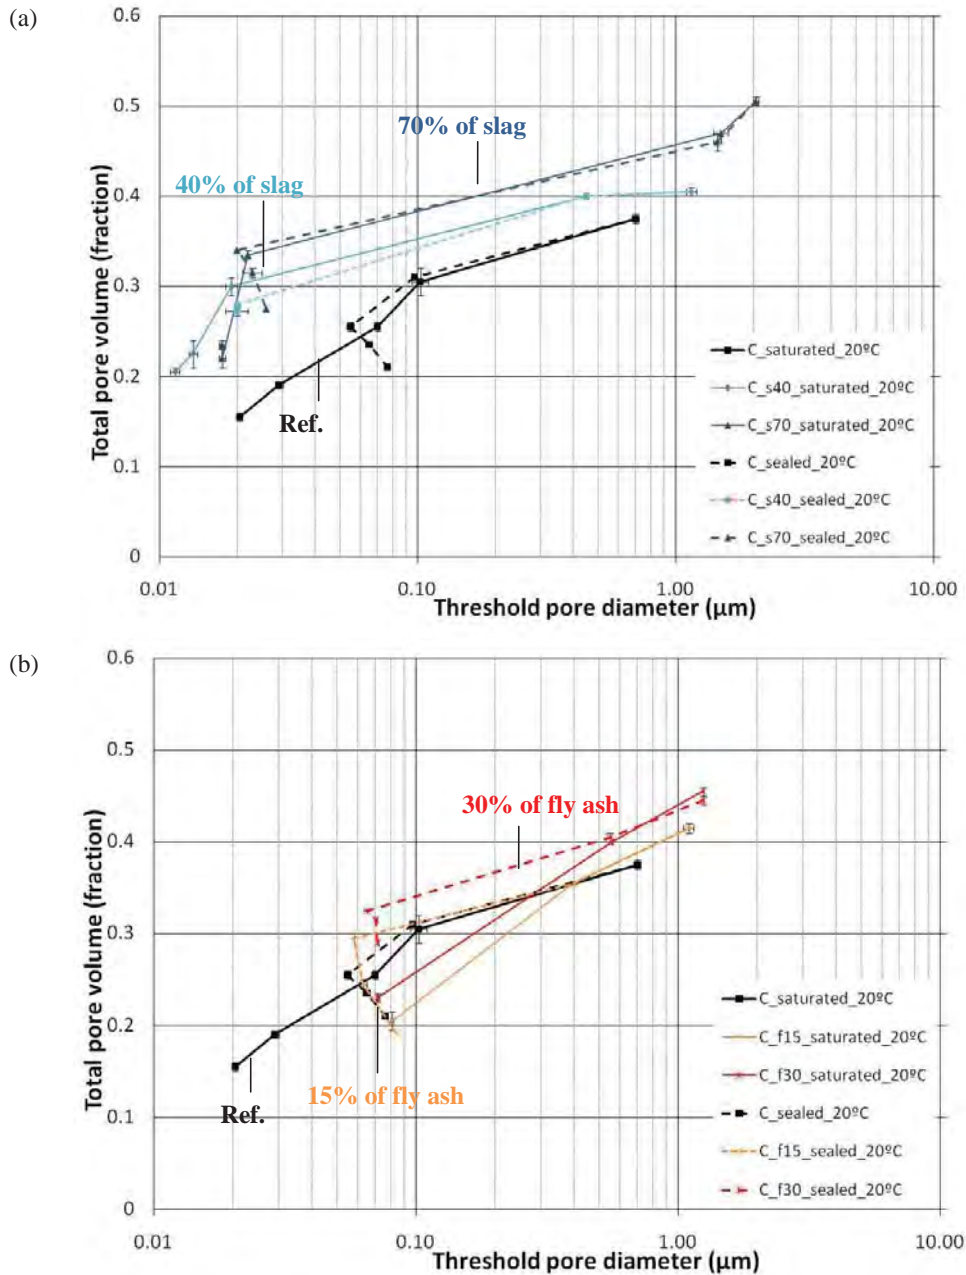 (a)
0.6
0.5
0.4
0.3
0.2
0.1
0
Total pore volume (fraction)
70% of slag
40% of slag
Ref.
C_saturated_20ºC
C_s40_saturated_20ºC
C_s70_saturated_20ºC
C_sealed_20ºC
C_s40_sealed_20ºC
C_s70_sealed_20ºC
0.01
0.10
1.00
10.00
Threshold pore diameter (µm)
(b)
0.6
0.5
0.4
0.3
0.2
0.1
0
Total pore volume (fraction)
30% of fly ash
15% of fly ash
Ref.
C_saturated_20ºC
C_f15_saturated_20ºC
C_f30_saturated_20ºC
C_sealed_20ºC
C_f15_sealed_20ºC
C_f30_sealed_20ºC
0.01
0.10
1.00
10.00
Threshold pore diameter (µm)